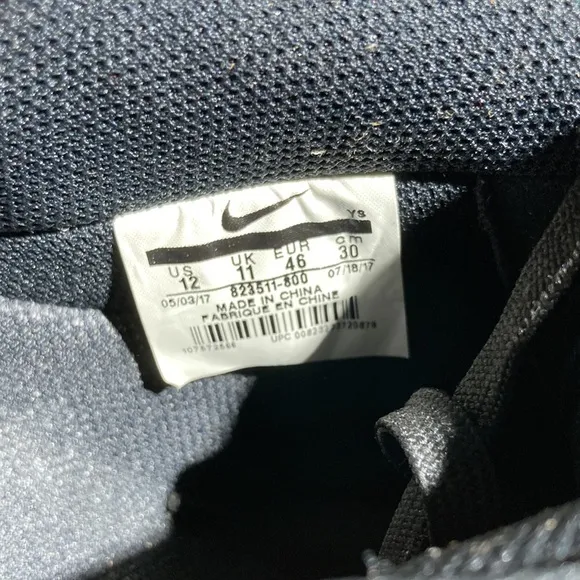 YS
US UK EUR cm
12 11 46 30
05/03/17 823511-800 07/18/17
MADE IN CHINA
FABRIQUE EN CHINE
UPC